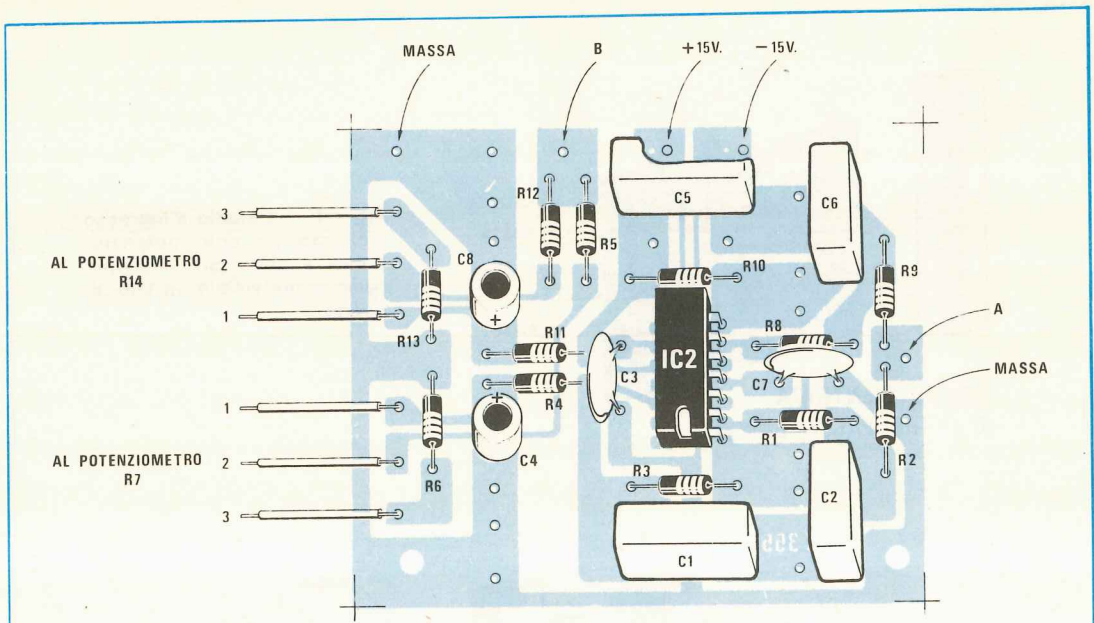 MASSA
B
+15V.
−15V.
R12
C5
C6
3
AL POTENZIOMETRO
R14
2
1
C8
R5
R10
R9
A
R13
R11
R8
C3
IC2
C7
MASSA
R4
1
AL POTENZIOMETRO
R7
2
3
R6
C4
R1
R2
R3
C2
C1